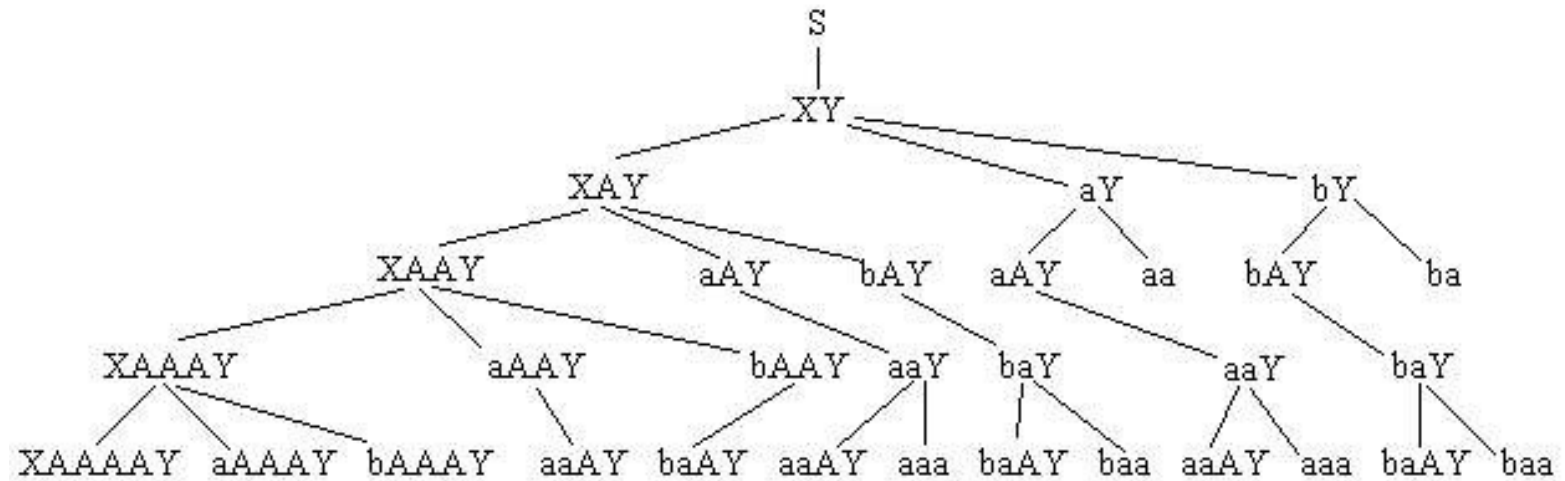 S
XY
XAY aY bY
XAAY aAY bAY aAY aa bAY ba
XAAAY aAAY bAAY aaY baY aaY baY
XAAAAY aAAAY bAAAY aaAY baAY aaAY aaa baAY baa aaAY aaa baAY baa